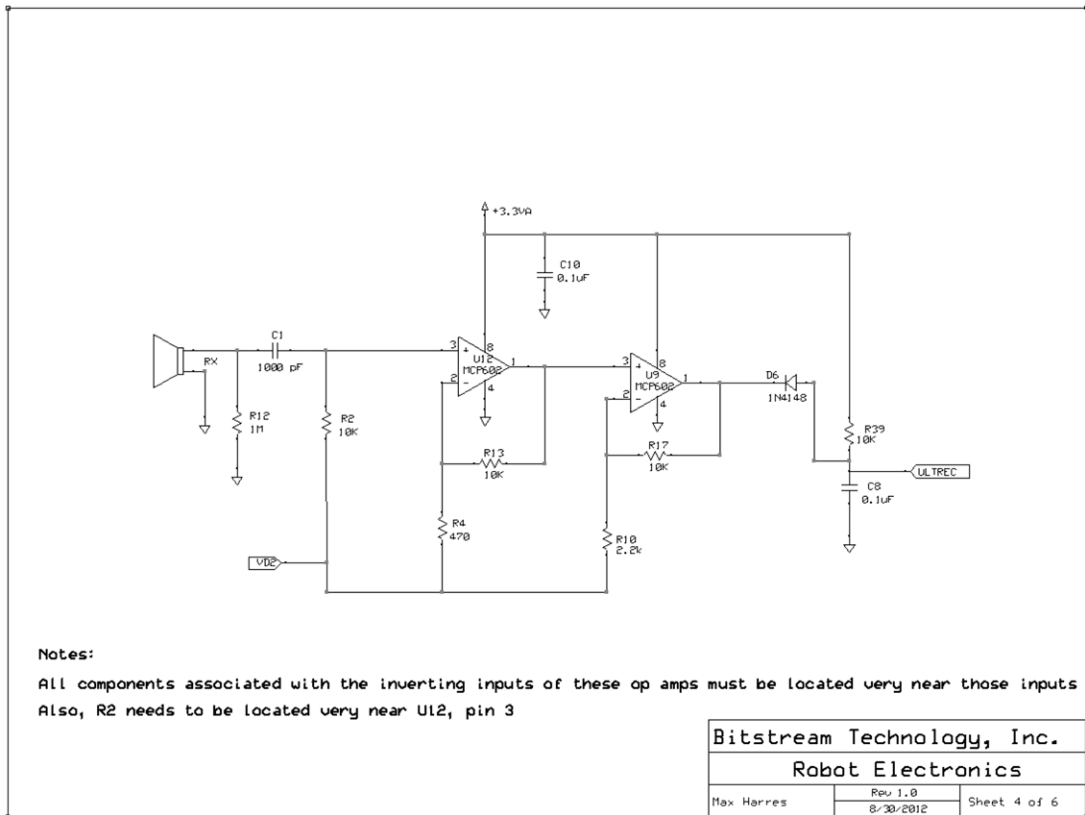 +3.3VA
C10
0.1uF
C1
1000 pF
RX
R12
1M
R2
10K
3
+
8
U12
MCP602
1
2
-
4
R13
10K
R4
470
3
+
8
U9
MCP602
1
2
-
4
R17
10K
R10
2.2k
D6
1N4148
R39
10K
ULTREC
C8
0.1uF
VD2
Notes:
All components associated with the inverting inputs of these op amps must be located very near those inputs
Also, R2 needs to be located very near U12, pin 3
Bitstream Technology, Inc.
Robot Electronics
Max Harres
Rev 1.0
8/30/2012
Sheet 4 of 6